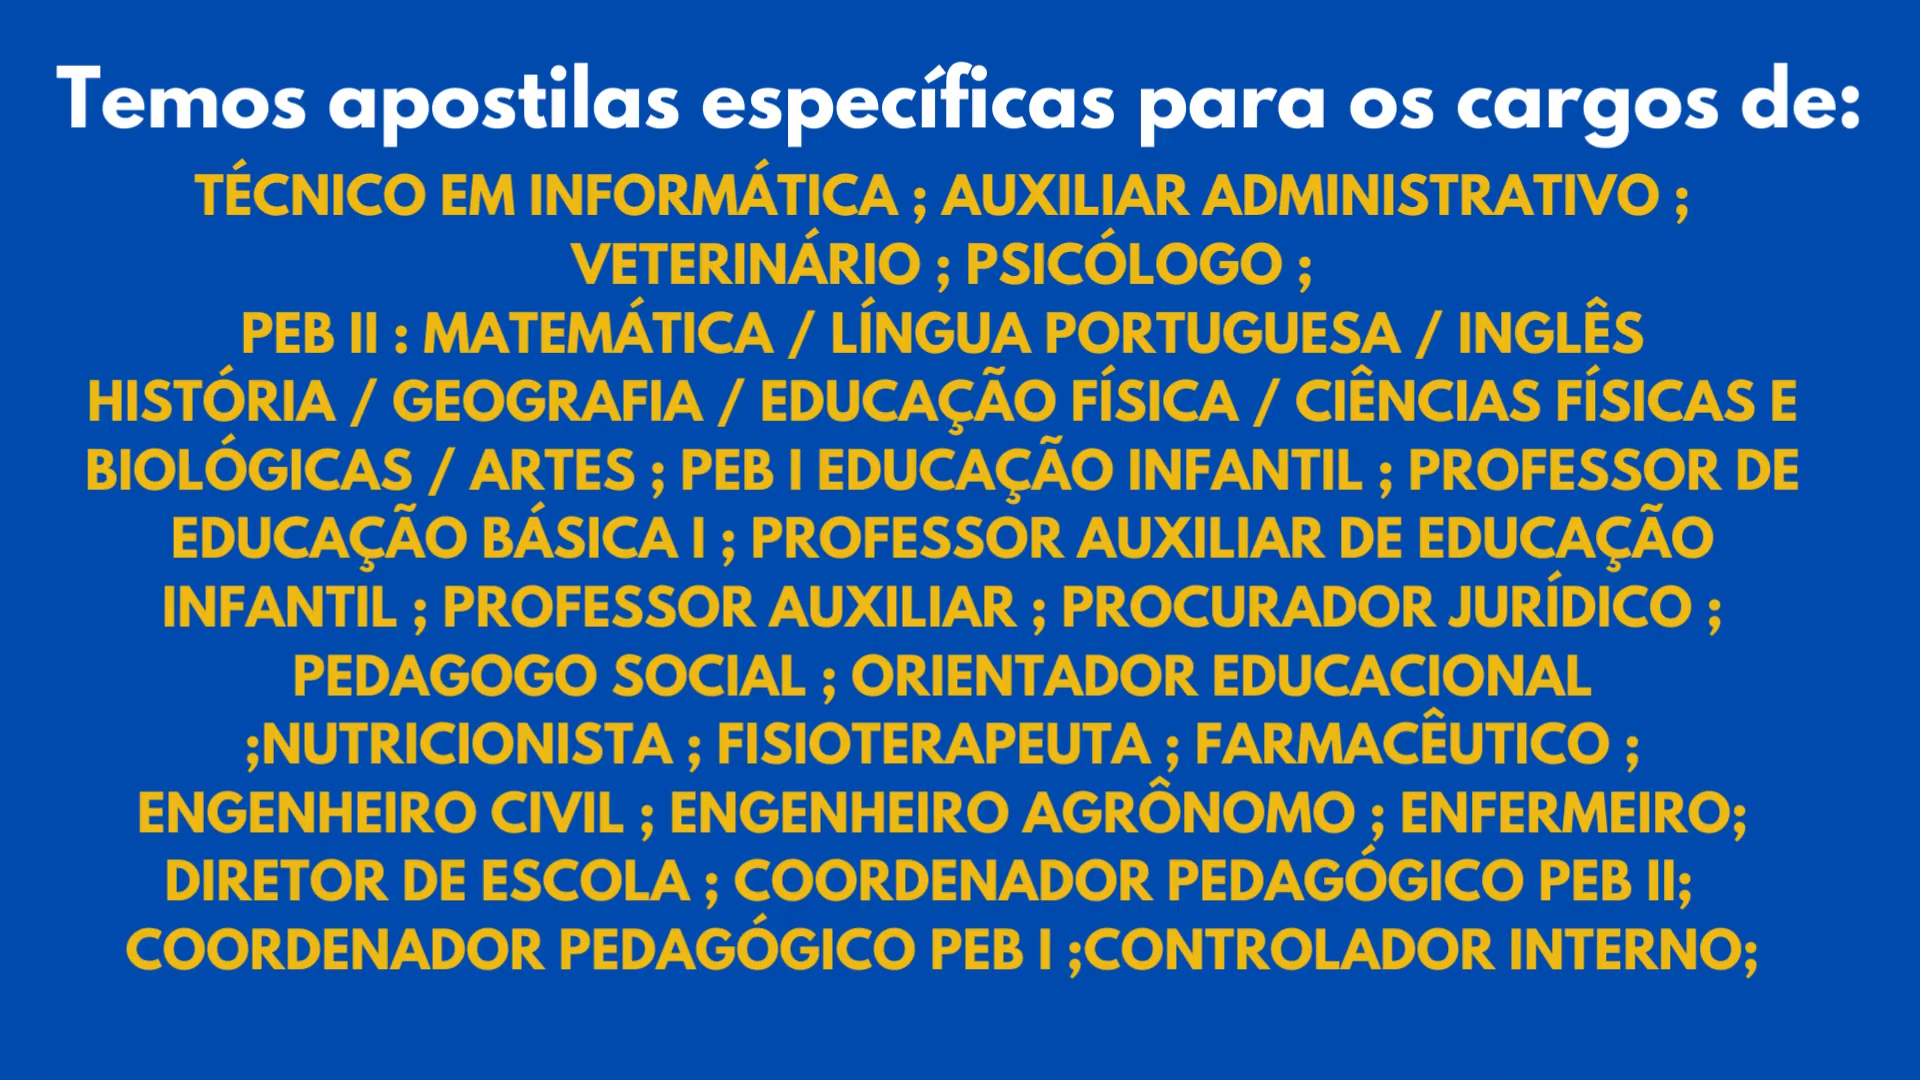 Temos apostilas específicas para os cargos de:
TÉCNICO EM INFORMÁTICA ; AUXILIAR ADMINISTRATIVO ;
VETERINÁRIO ; PSICÓLOGO ;
PEB II : MATEMÁTICA / LÍNGUA PORTUGUESA / INGLÊS
HISTÓRIA / GEOGRAFIA / EDUCAÇÃO FÍSICA / CIÊNCIAS FÍSICAS E
BIOLÓGICAS / ARTES ; PEB I EDUCAÇÃO INFANTIL ; PROFESSOR DE
EDUCAÇÃO BÁSICA I ; PROFESSOR AUXILIAR DE EDUCAÇÃO
INFANTIL ; PROFESSOR AUXILIAR ; PROCURADOR JURÍDICO ;
PEDAGOGO SOCIAL ; ORIENTADOR EDUCACIONAL
;NUTRICIONISTA ; FISIOTERAPEUTA ; FARMACÊUTICO ;
ENGENHEIRO CIVIL ; ENGENHEIRO AGRÔNOMO ; ENFERMEIRO;
DIRETOR DE ESCOLA ; COORDENADOR PEDAGÓGICO PEB II;
COORDENADOR PEDAGÓGICO PEB I ;CONTROLADOR INTERNO;